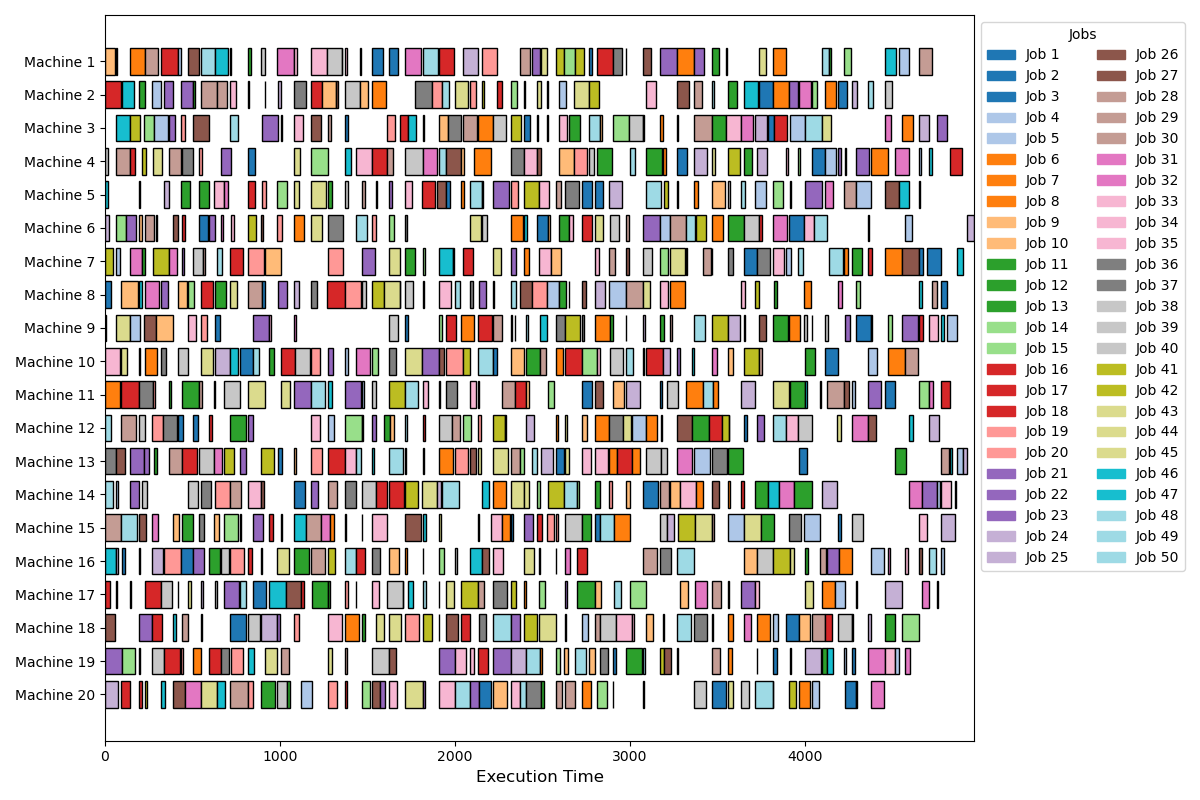 Machine 1
Machine 2
Machine 3
Machine 4
Machine 5
Machine 6
Machine 7
Machine 8
Machine 9
Machine 10
Machine 11
Machine 12
Machine 13
Machine 14
Machine 15
Machine 16
Machine 17
Machine 18
Machine 19
Machine 20
0 1000 2000 3000 4000
Execution Time
Jobs
Job 1
Job 2
Job 3
Job 4
Job 5
Job 6
Job 7
Job 8
Job 9
Job 10
Job 11
Job 12
Job 13
Job 14
Job 15
Job 16
Job 17
Job 18
Job 19
Job 20
Job 21
Job 22
Job 23
Job 24
Job 25
Job 26
Job 27
Job 28
Job 29
Job 30
Job 31
Job 32
Job 33
Job 34
Job 35
Job 36
Job 37
Job 38
Job 39
Job 40
Job 41
Job 42
Job 43
Job 44
Job 45
Job 46
Job 47
Job 48
Job 49
Job 50